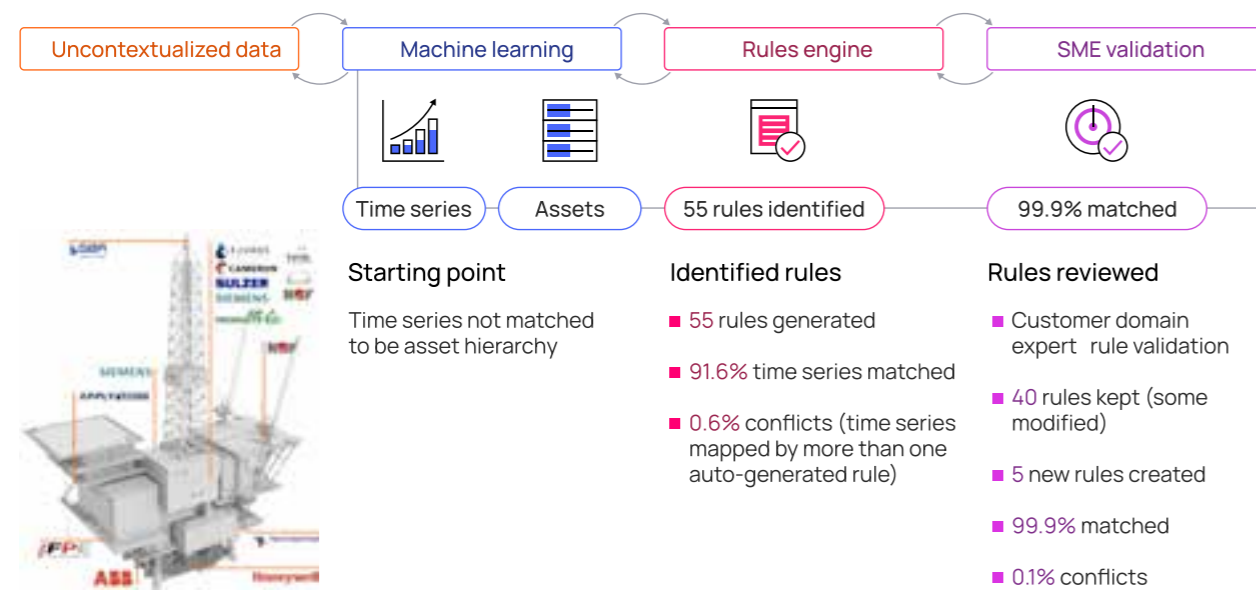 Uncontextualized data
Machine learning
Rules engine
SME validation
Time series
Assets
55 rules identified
99.9% matched
CAMERON
SULZER
SIEMENS
SIEMENS
ABB
Honeywell
Starting point
Time series not matched
to be asset hierarchy
Identified rules
55 rules generated
91.6% time series matched
0.6% conflicts (time series
mapped by more than one
auto-generated rule)
Rules reviewed
Customer domain
expert rule validation
40 rules kept (some
modified)
5 new rules created
99.9% matched
0.1% conflicts